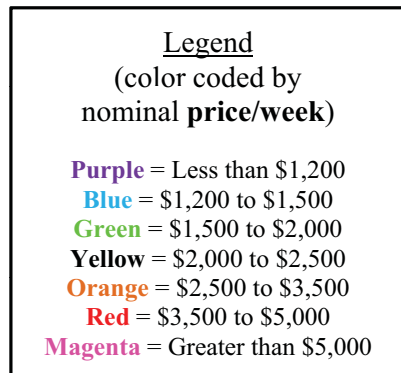 Legend
(color coded by
nominal price/week)
Purple = Less than $1,200
Blue = $1,200 to $1,500
Green = $1,500 to $2,000
Yellow = $2,000 to $2,500
Orange = $2,500 to $3,500
Red = $3,500 to $5,000
Magenta = Greater than $5,000